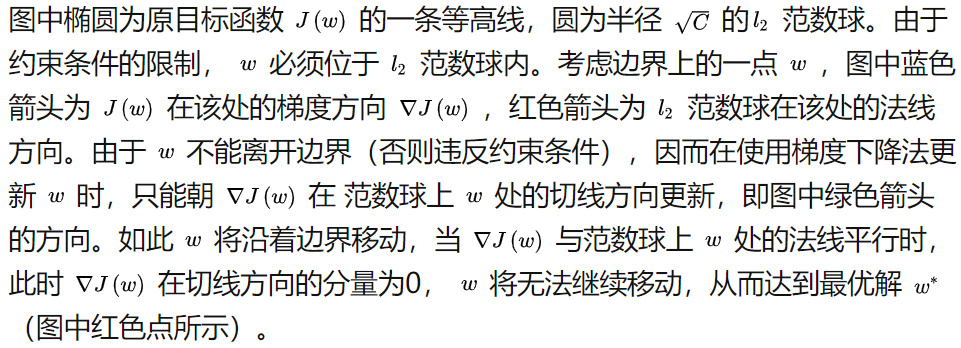 图中椭圆为原目标函数 J(w) 的一条等高线，圆为半径 √C 的l₂ 范数球。由于
约束条件的限制， w 必须位于 l₂ 范数球内。考虑边界上的一点 w ，图中蓝色
箭头为 J(w) 在该处的梯度方向 ∇J(w) ，红色箭头为 l₂ 范数球在该处的法线
方向。由于 w 不能离开边界（否则违反约束条件），因而在使用梯度下降法更
新 w 时，只能朝 ∇J(w) 在 范数球上 w 处的切线方向更新，即图中绿色箭头
的方向。如此 w 将沿着边界移动，当 ∇J(w) 与范数球上 w 处的法线平行时，
此时 ∇J(w) 在切线方向的分量为0， w 将无法继续移动，从而达到最优解 w*
（图中红色点所示）。